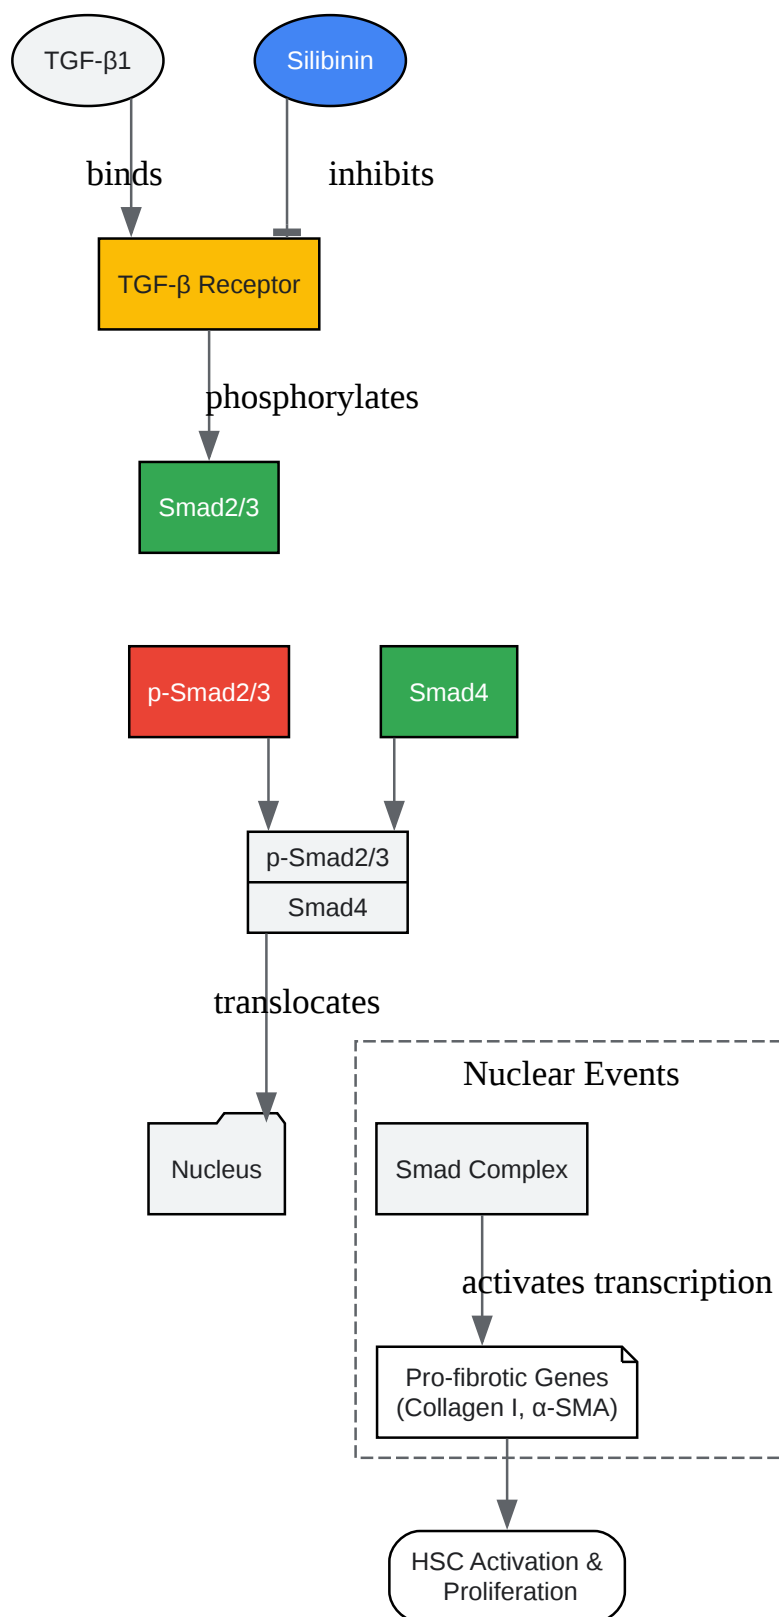 TGF-β1
Silibinin
binds
inhibits
TGF-β Receptor
phosphorylates
Smad2/3
p-Smad2/3
Smad4
p-Smad2/3
Smad4
translocates
Nuclear Events
Nucleus
Smad Complex
activates transcription
Pro-fibrotic Genes
(Collagen I, α-SMA)
HSC Activation &
Proliferation